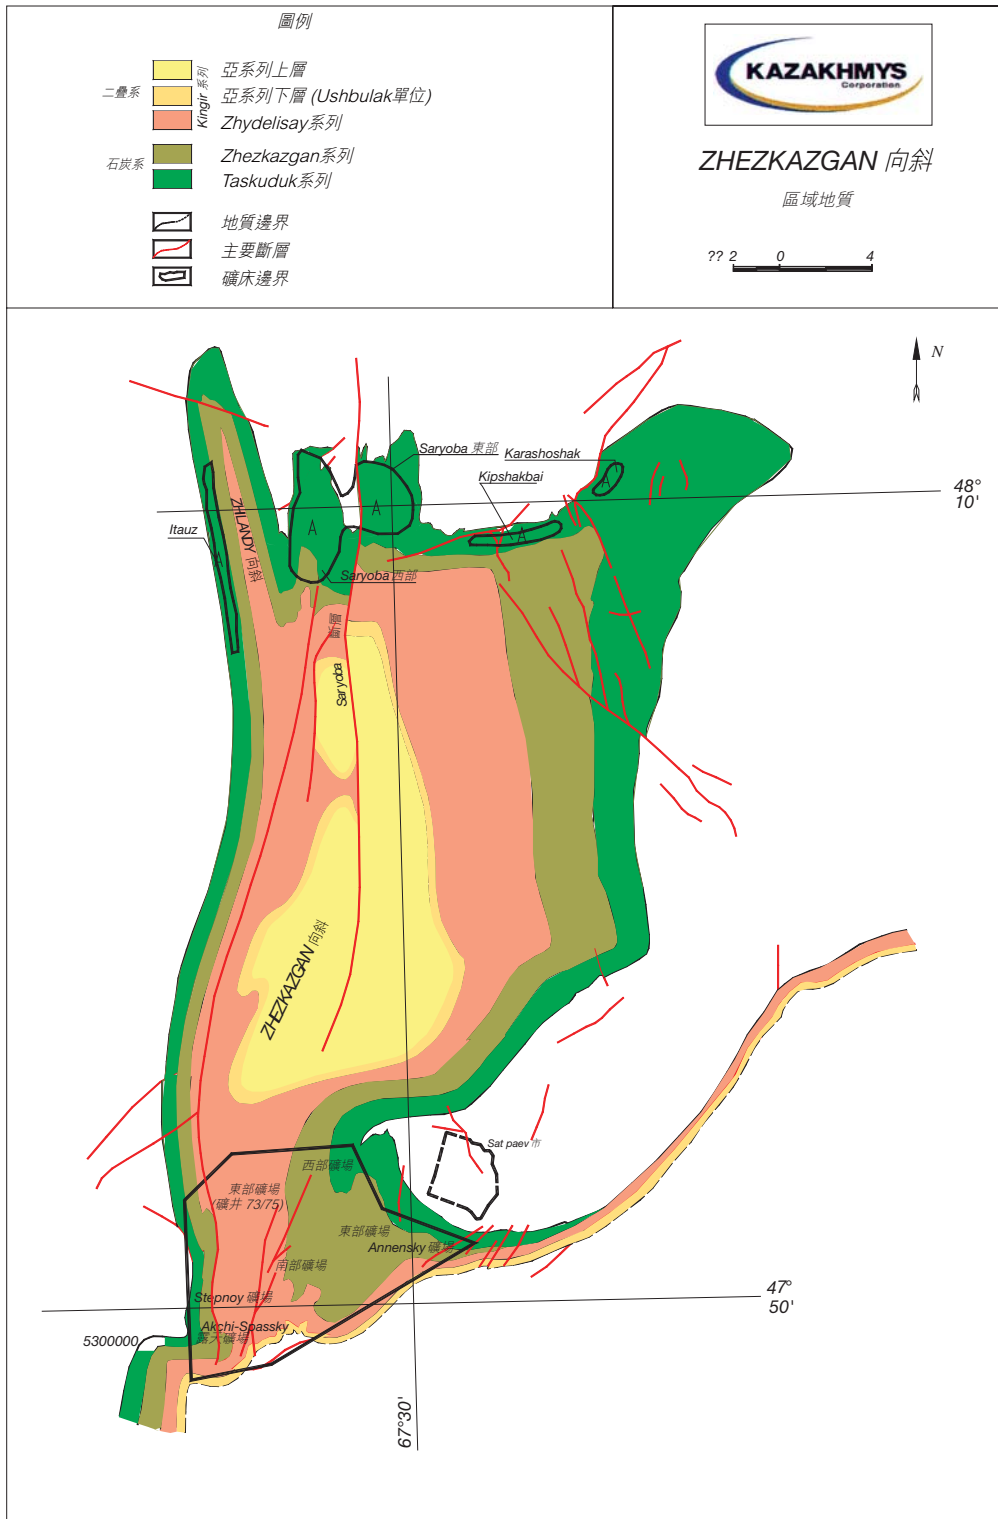 圖例
二疊系
Kingir 系列
亞系列上層
亞系列下層 (Ushbulak單位)
Zhydelisay系列
石炭系
Zhezkazgan系列
Taskuduk系列
地質邊界
主要斷層
礦床邊界
KAZAKHMYS
Corporation
ZHEZKAZGAN 向斜
區域地質
?? 2 0 4
N
Saryoba 東部
Karashoshak
Kipshakbai
48°
10'
A
A
A
A
Itauz
ZHILANDY 向斜
Saryoba 西部
Saryoba
ZHEZKAZGAN 向斜
Sat paev 市
西部礦場
東部礦場
(礦井 73/75)
東部礦場
Annensky 礦場
南部礦場
Stepnoy 礦場
47°
50'
Akchi-Spassky
露天礦場
5300000
67°30'